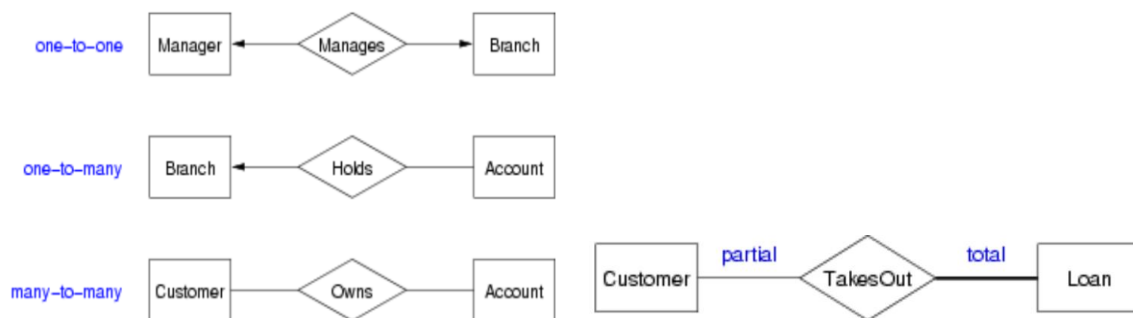 one-to-one Manager Manages Branch
one-to-many Branch Holds Account
partial total
Customer TakesOut Loan
many-to-many Customer Owns Account